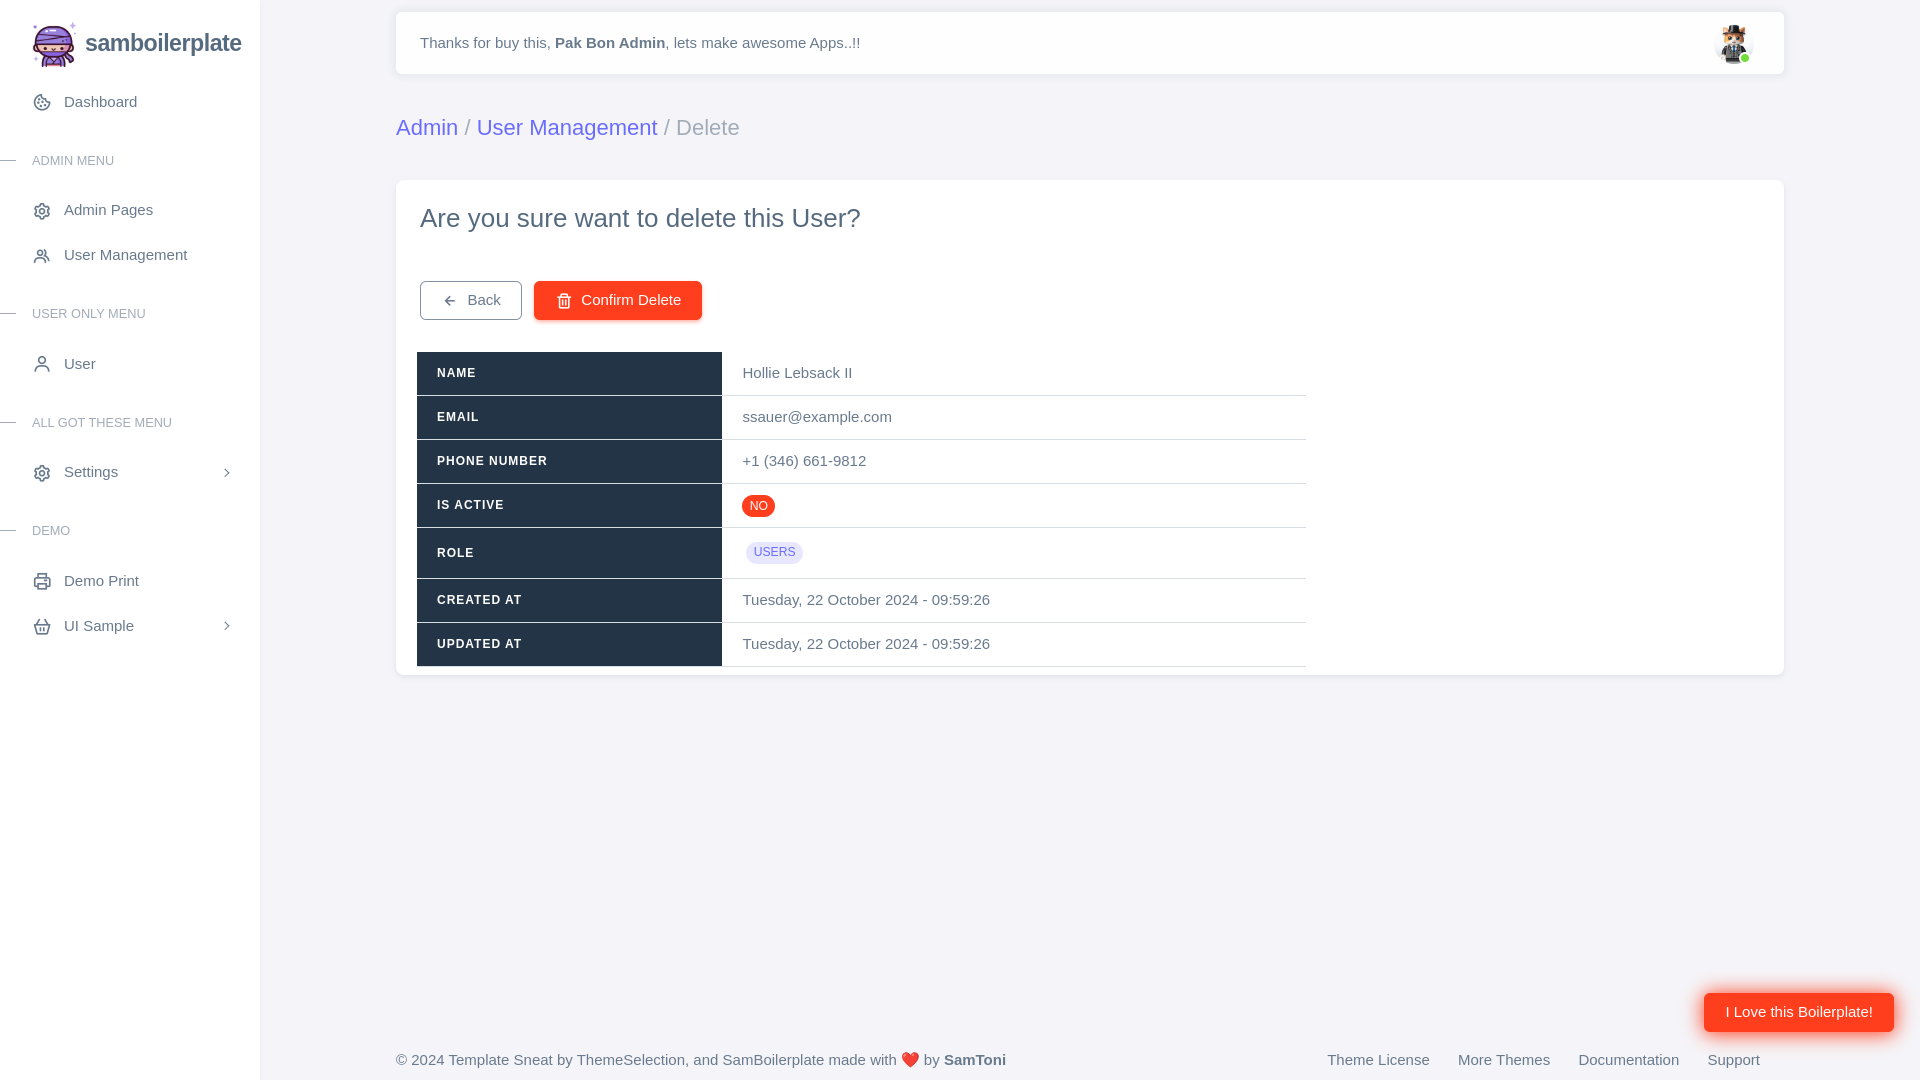 samboilerplate
Dashboard
ADMIN MENU
Admin Pages
User Management
USER ONLY MENU
User
ALL GOT THESE MENU
Settings
DEMO
Demo Print
UI Sample
Thanks for buy this, Pak Bon Admin, lets make awesome Apps..!!
Admin / User Management / Delete
Are you sure want to delete this User?
Back
Confirm Delete
NAME Hollie Lebsack II
EMAIL ssauer@example.com
PHONE NUMBER +1 (346) 661-9812
IS ACTIVE NO
ROLE USERS
CREATED AT Tuesday, 22 October 2024 - 09:59:26
UPDATED AT Tuesday, 22 October 2024 - 09:59:26
I Love this Boilerplate!
© 2024 Template Sneat by ThemeSelection, and SamBoilerplate made with ❤️ by SamToni
Theme License More Themes Documentation Support